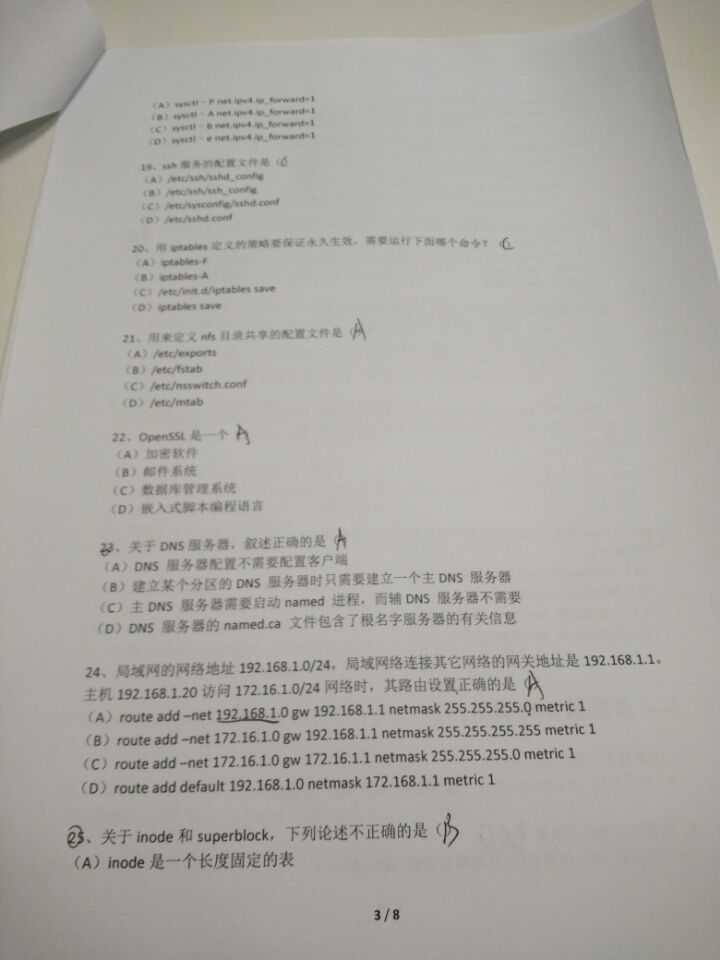 （A）sysctl - P net.ipv4.ip_forward=1
（B）sysctl - A net.ipv4.ip_forward=1
（C）sysctl - b net.ipv4.ip_forward=1
（D）sysctl - e net.ipv4.ip_forward=1
19、ssh 服务的配置文件是（
（A）/etc/ssh/sshd_config
（B）/etc/ssh/ssh_config
（C）/etc/sysconfig/sshd.conf
（D）/etc/sshd.conf
20、用 iptables 定义的策略要保证永久生效，需要运行下面哪个命令？ C
（A）iptables-F
（B）iptables-A
（C）/etc/init.d/iptables save
（D）iptables save
21、用来定义 nfs 目录共享的配置文件是（A
（A）/etc/exports
（B）/etc/fstab
（C）/etc/nsswitch.conf
（D）/etc/mtab
22、OpenSSL 是一个 A
（A）加密软件
（B）邮件系统
（C）数据库管理系统
（D）嵌入式脚本编程语言
23、关于 DNS 服务器，叙述正确的是（A
（A）DNS 服务器配置不需要配置客户端
（B）建立某个分区的 DNS 服务器时只需要建立一个主 DNS 服务器
（C）主 DNS 服务器需要启动 named 进程，而辅 DNS 服务器不需要
（D）DNS 服务器的 named.ca 文件包含了根名字服务器的有关信息
24、局域网的网络地址 192.168.1.0/24，局域网络连接其它网络的网关地址是 192.168.1.1。
主机 192.168.1.20 访问 172.16.1.0/24 网络时，其路由设置正确的是（A
（A）route add –net 192.168.1.0 gw 192.168.1.1 netmask 255.255.255.0 metric 1
（B）route add –net 172.16.1.0 gw 192.168.1.1 netmask 255.255.255.255 metric 1
（C）route add –net 172.16.1.0 gw 172.16.1.1 netmask 255.255.255.0 metric 1
（D）route add default 192.168.1.0 netmask 172.168.1.1 metric 1
25、关于 inode 和 superblock，下列论述不正确的是（B
（A）inode 是一个长度固定的表
3 / 8